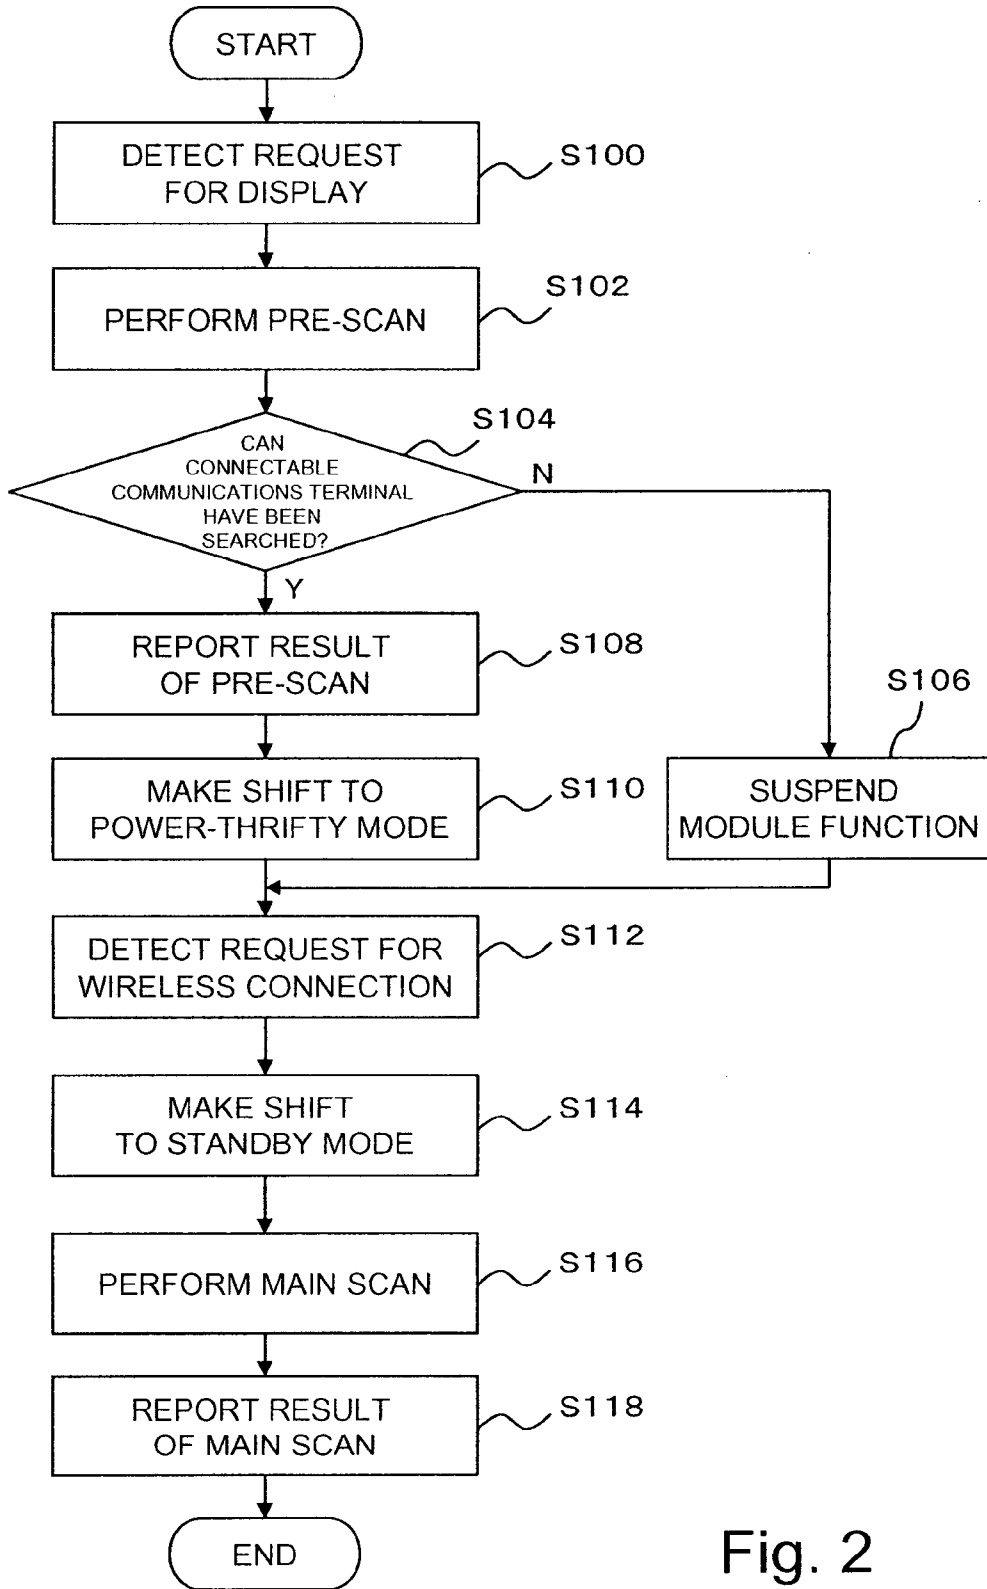 START
DETECT REQUEST
FOR DISPLAY
S100
PERFORM PRE-SCAN
S102
CAN
CONNECTABLE
COMMUNICATIONS TERMINAL
HAVE BEEN
SEARCHED?
S104
N
Y
REPORT RESULT
OF PRE-SCAN
S108
S106
MAKE SHIFT TO
POWER-THRIFTY MODE
S110
SUSPEND
MODULE FUNCTION
DETECT REQUEST FOR
WIRELESS CONNECTION
S112
MAKE SHIFT
TO STANDBY MODE
S114
PERFORM MAIN SCAN
S116
REPORT RESULT
OF MAIN SCAN
S118
END
Fig. 2